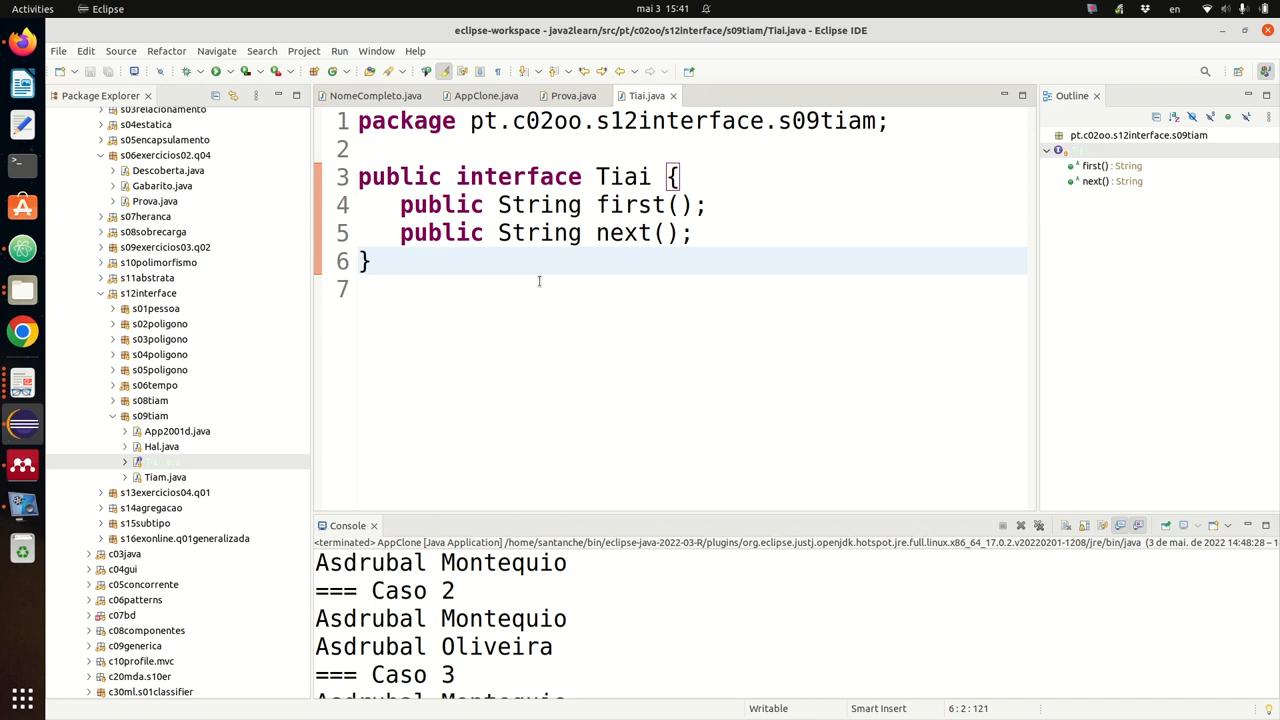 Activities
Eclipse
mai 3 15:41
en
eclipse-workspace - java2learn/src/pt/c02oo/s12interface/s09tiam/Tiai.java - Eclipse IDE
File Edit Source Refactor Navigate Search Project Run Window Help
Package Explorer
NomeCompleto.java
AppClone.java
Prova.java
Tiai.java
Outline
s03relacionamento
s04estatica
s05encapsulamento
s06exercicios02.q04
Descoberta.java
Gabarito.java
Prova.java
s07heranca
s08sobrecarga
s09exercicios03.q02
s10polimorfismo
s11abstrata
s12interface
s01pessoa
s02poligono
s03poligono
s04poligono
s05poligono
s06tempo
s08tiam
s09tiam
App2001d.java
Hal.java
Tiam.java
s13exercicios04.q01
s14agregacao
s15subtipo
s16exonline.q01generalizada
c03java
c04gui
c05concorrente
c06patterns
c07bd
c08componentes
c09generica
c10profile.mvc
c20mda.s10er
c30ml.s01classifier
1 package pt.c02oo.s12interface.s09tiam;
2
3 public interface Tiai {
4 public String first();
5 public String next();
6 }
7
pt.c02oo.s12interface.s09tiam
first() : String
next() : String
Console
<terminated> AppClone [Java Application] /home/santanche/bin/eclipse-java-2022-03-R/plugins/org.eclipse.justj.openjdk.hotspot.jre.full.linux.x86_64_17.0.2.v20220201-1208/jre/bin/java (3 de mai. de 2022 14:48:28 – 1
Asdrubal Montequio
=== Caso 2
Asdrubal Montequio
Asdrubal Oliveira
=== Caso 3
Asdrubal Montequio
Writable
Smart Insert
6 : 2 : 121